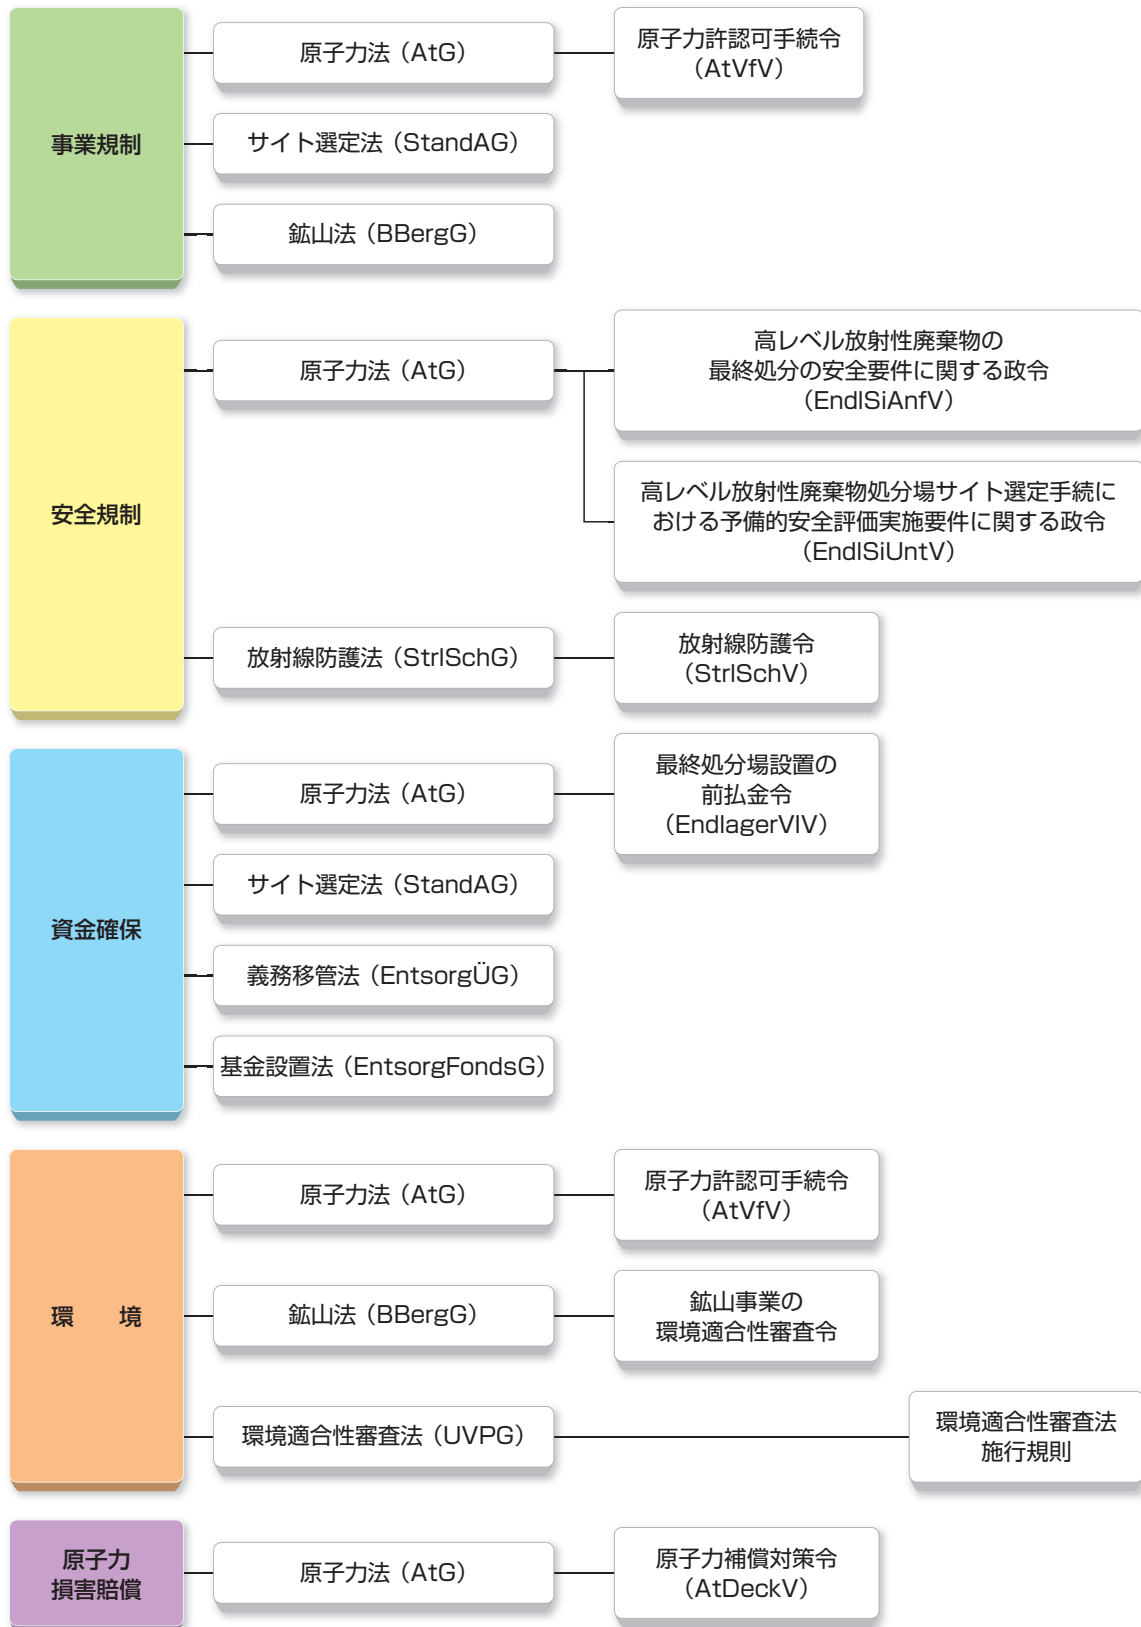 事業規制
原子力法（AtG）
原子力許認可手続令
（AtVfV）
サイト選定法（StandAG）
鉱山法（BBergG）
安全規制
原子力法（AtG）
高レベル放射性廃棄物の
最終処分の安全要件に関する政令
（EndlSiAnfV）
高レベル放射性廃棄物処分場サイト選定手続に
おける予備的安全評価実施要件に関する政令
（EndlSiUntV）
放射線防護法（StrlSchG）
放射線防護令
（StrlSchV）
資金確保
原子力法（AtG）
最終処分場設置の
前払金令
（EndlagerVlV）
サイト選定法（StandAG）
義務移管法（EntsorgÜG）
基金設置法（EntsorgFondsG）
環　　境
原子力法（AtG）
原子力許認可手続令
（AtVfV）
鉱山法（BBergG）
鉱山事業の
環境適合性審査令
環境適合性審査法（UVPG）
環境適合性審査法
施行規則
原子力
損害賠償
原子力法（AtG）
原子力補償対策令
（AtDeckV）